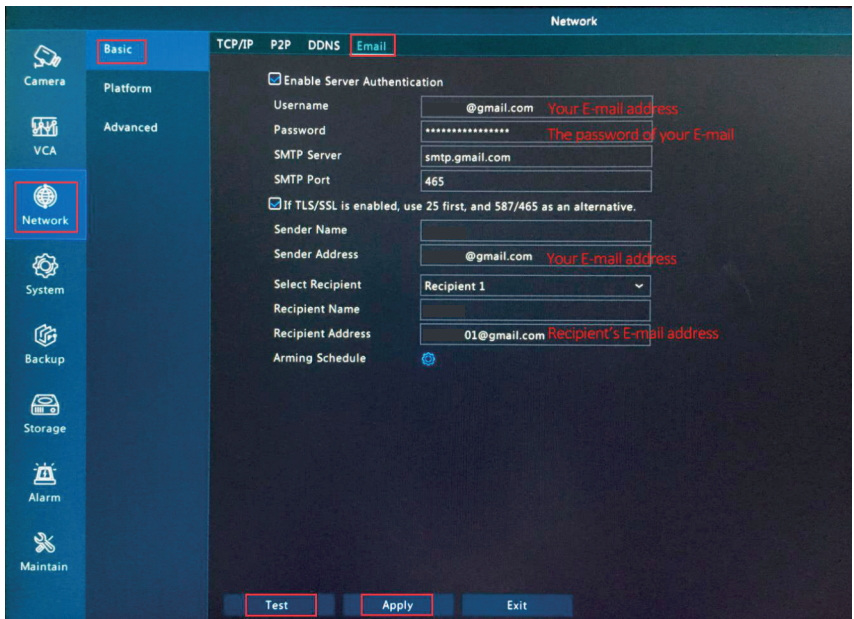 Network
Camera
VCA
Network
System
Backup
Storage
Alarm
Maintain
Basic
Platform
Advanced
TCP/IP P2P DDNS Email
Enable Server Authentication
Username @gmail.com Your E-mail address
Password **************** The password of your E-mail
SMTP Server smtp.gmail.com
SMTP Port 465
If TLS/SSL is enabled, use 25 first, and 587/465 as an alternative.
Sender Name
Sender Address @gmail.com Your E-mail address
Select Recipient Recipient 1
Recipient Name
Recipient Address 01@gmail.com Recipient's E-mail address
Arming Schedule
Test Apply Exit